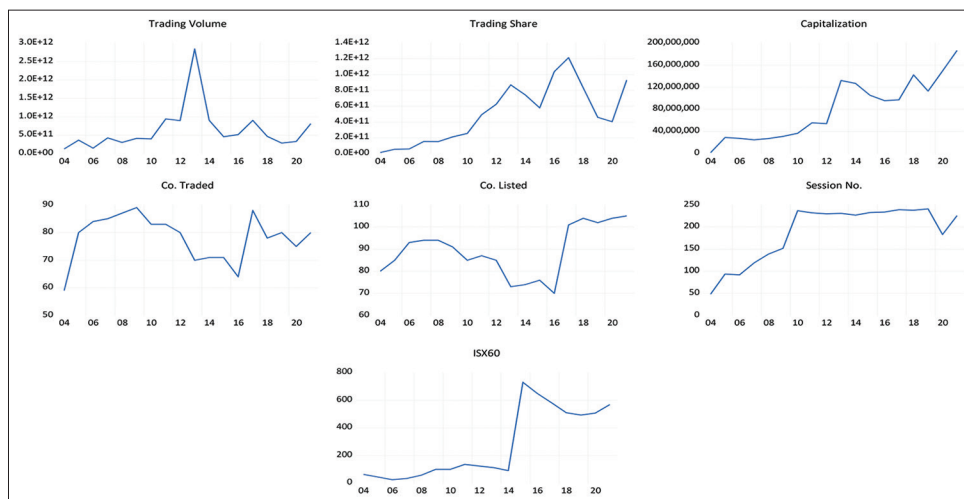 Trading Volume
3.0E+12
2.5E+12
2.0E+12
1.5E+12
1.0E+12
5.0E+11
0.0E+00
04 06 08 10 12 14 16 18 20
Trading Share
1.4E+12
1.2E+12
1.0E+12
8.0E+11
6.0E+11
4.0E+11
2.0E+11
0.0E+11
04 06 08 10 12 14 16 18 20
Capitalization
200,000,000
160,000,000
120,000,000
80,000,000
40,000,000
0
04 06 08 10 12 14 16 18 20
Co. Traded
90
80
70
60
50
04 06 08 10 12 14 16 18 20
Co. Listed
110
100
90
80
70
60
04 06 08 10 12 14 16 18 20
Session No.
250
200
150
100
50
0
04 06 08 10 12 14 16 18 20
ISX60
800
600
400
200
0
04 06 08 10 12 14 16 18 20